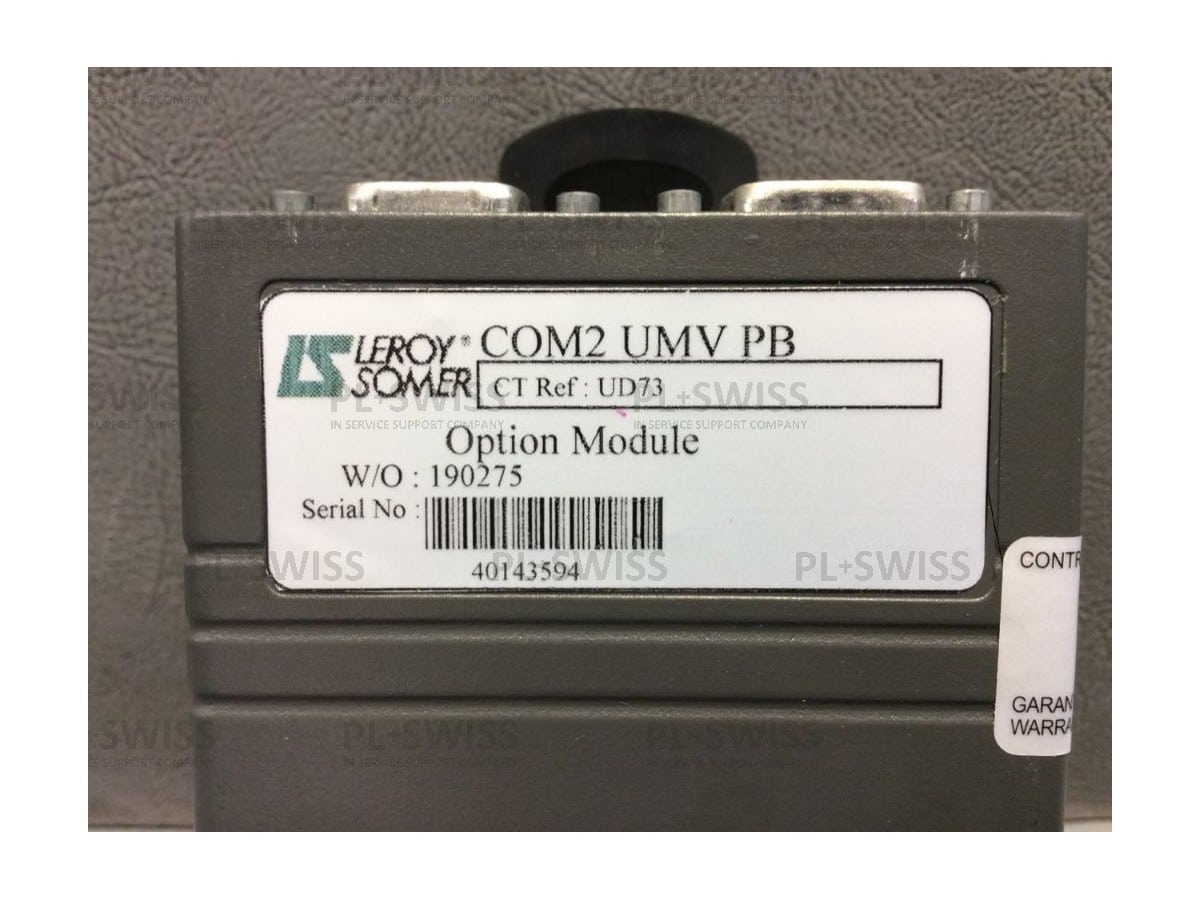 LS LEROY® SOMER
COM2 UMV PB
CT Ref : UD73
Option Module
W/O : 190275
Serial No :
40143594
CONTR
GARAN
WARRA
PL+SWISS
IN SERVICE SUPPORT COMPANY